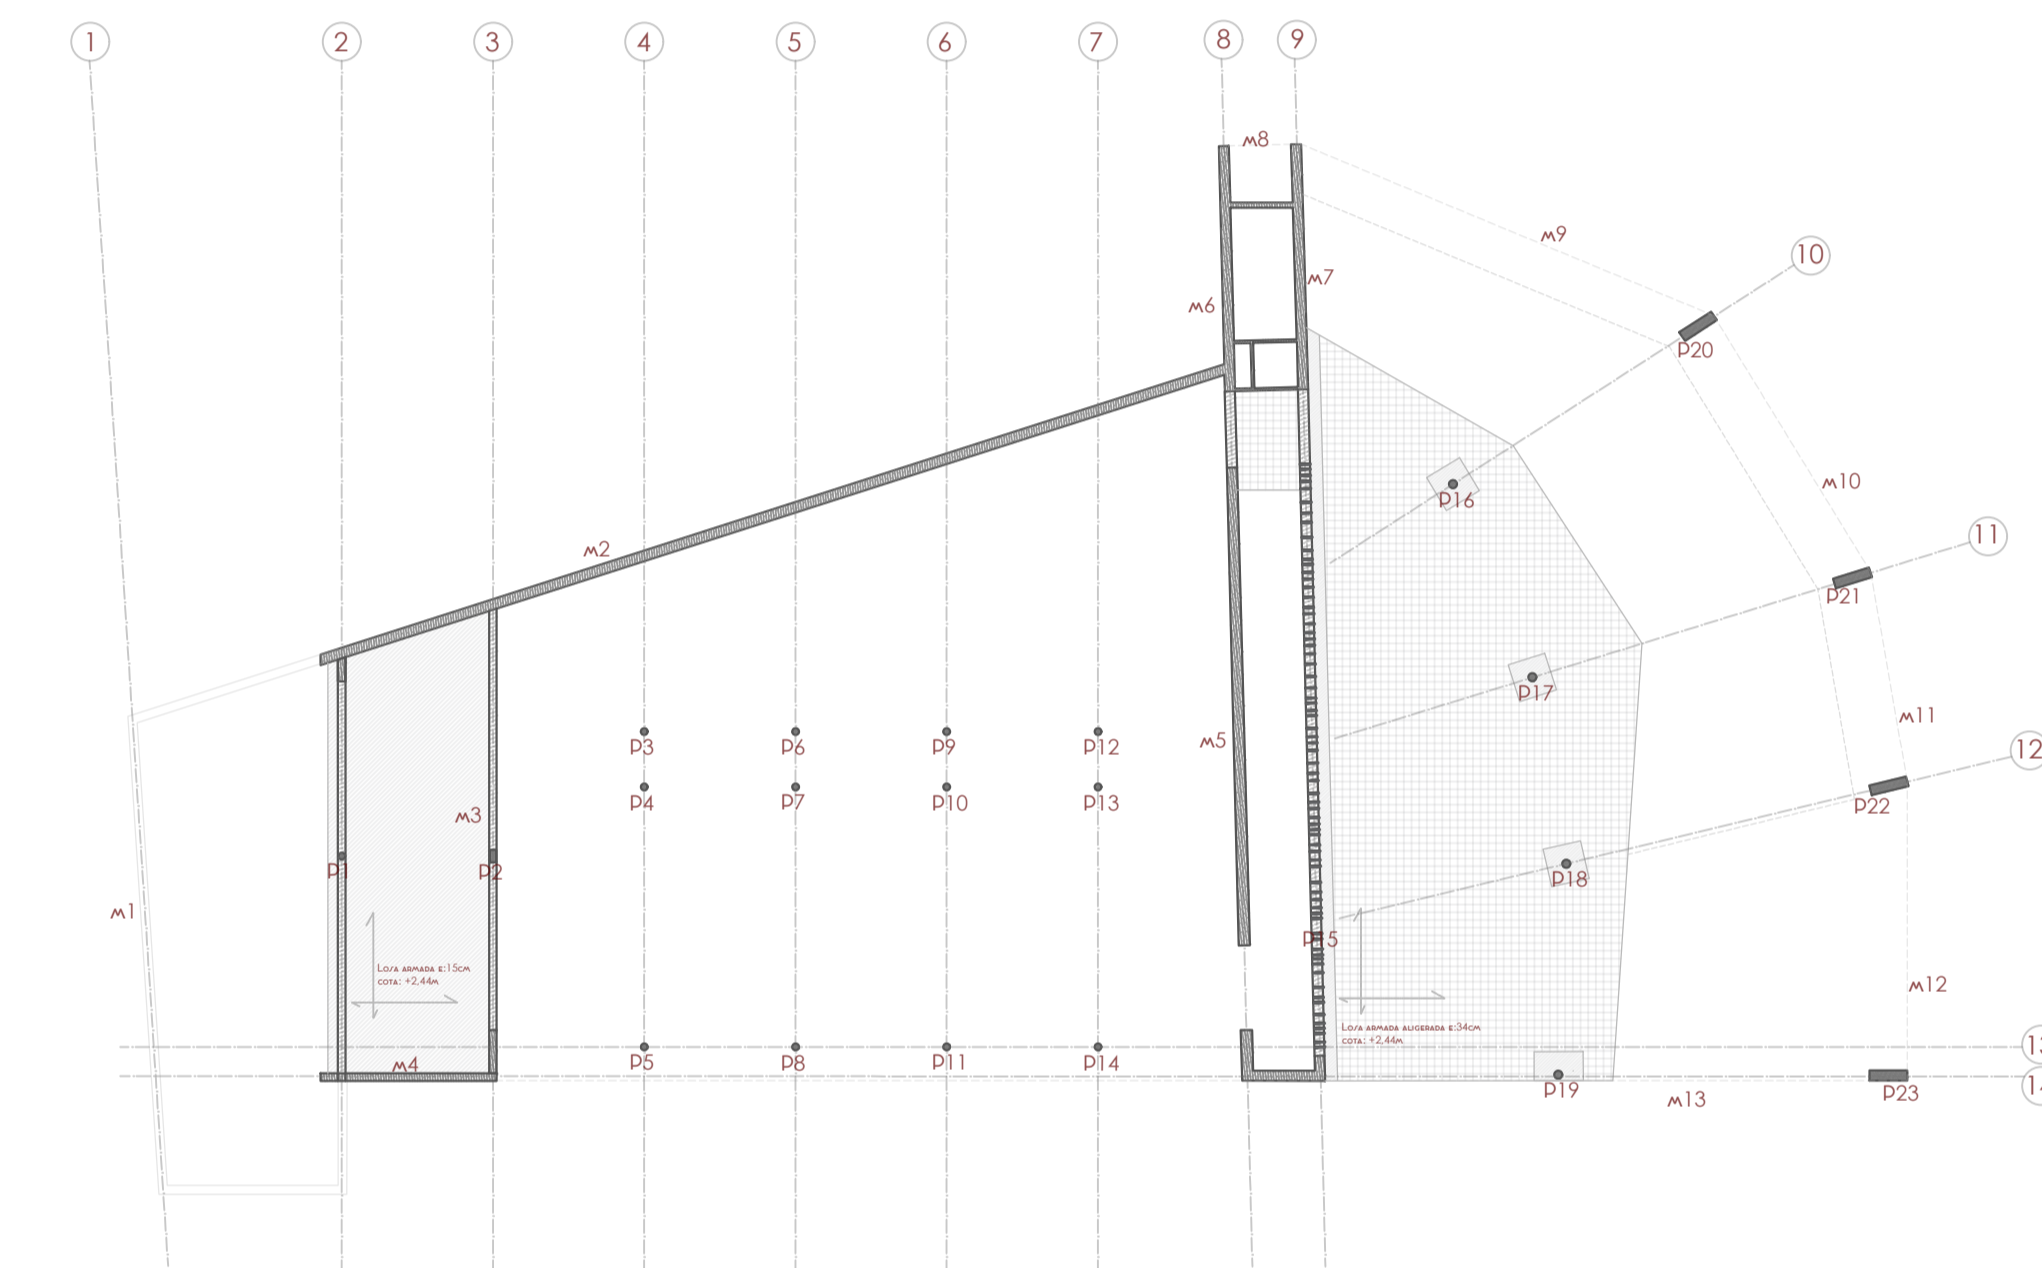 1 2 3 4 5 6 7 8 9
M8
M9
10
M7
M6
P20
M10
P16
11
M2
P21
P17
M11
P3 P6 P9 P12
M5
12
P4 P7 P10 P13
P22
M3
P1 P2
P18
M1
P15
Losa armada e:15cm
cota: +2,44m
M12
Losa armada aligerada e:34cm
cota: +2,44m
M4
P5 P8 P11 P14
P19
P23
M13